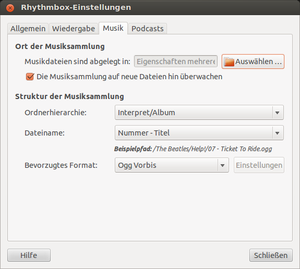 Rhythmbox-Einstellungen
Allgemein Wiedergabe Musik Podcasts
Ort der Musiksammlung
Musikdateien sind abgelegt in: Eigenschaften mehrere Auswählen ...
Die Musiksammlung auf neue Dateien hin überwachen
Struktur der Musiksammlung
Ordnerhierarchie: Interpret/Album
Dateiname: Nummer - Titel
Beispielpfad: /The Beatles/Help!/07 - Ticket To Ride.ogg
Bevorzugtes Format: Ogg Vorbis Einstellungen
Hilfe Schließen